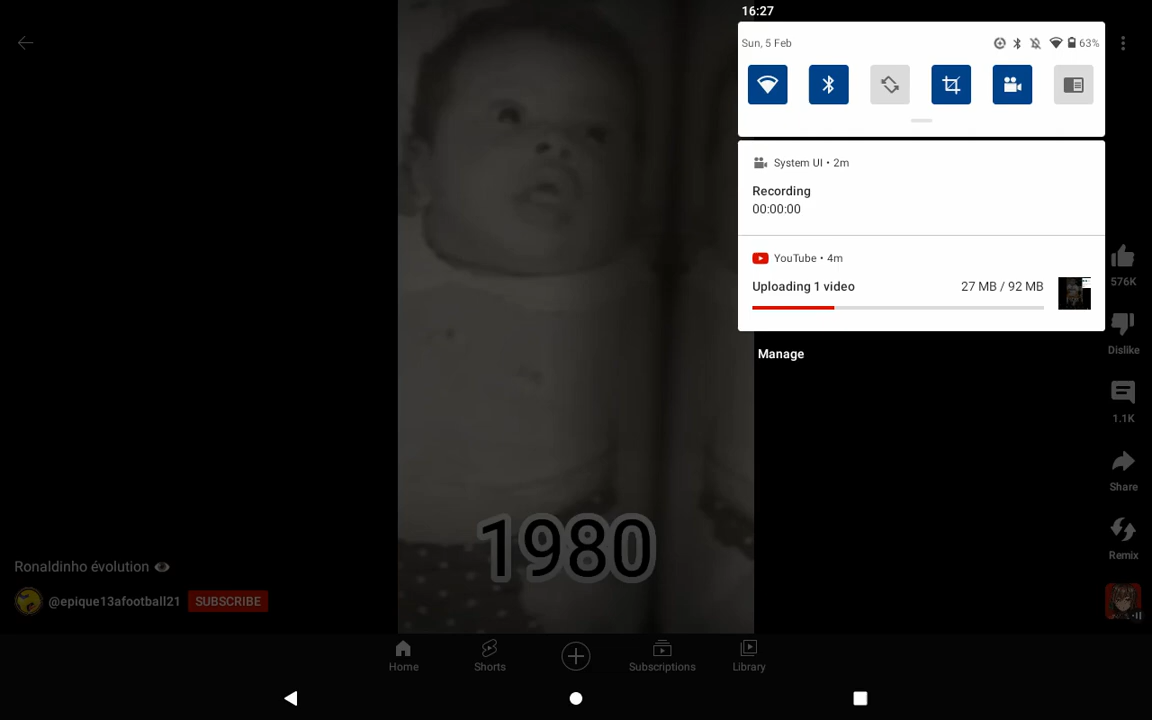 16:27
Sun, 5 Feb
63%
System UI • 2m
Recording
00:00:00
YouTube • 4m
Uploading 1 video 27 MB / 92 MB
Manage
576K
Dislike
1.1K
Share
Remix
1980
Ronaldinho évolution 👁
@epique13afootball21 SUBSCRIBE
Home Shorts Subscriptions Library